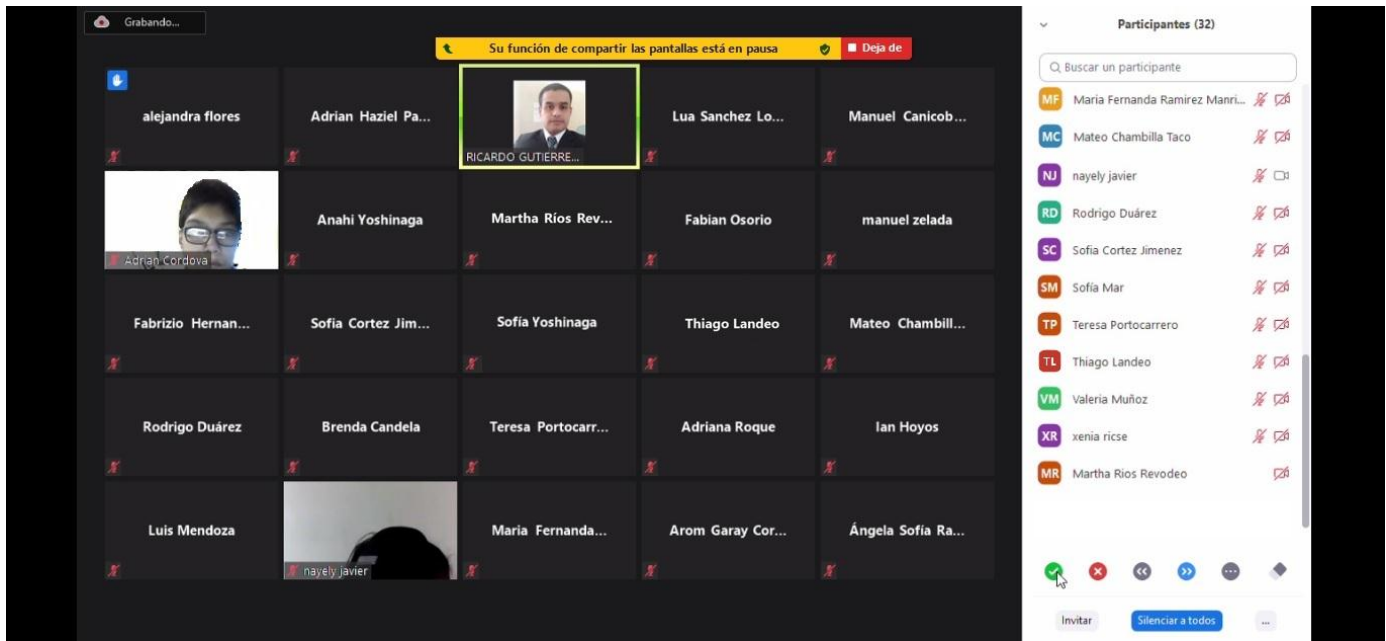 Grabando...
Su función de compartir las pantallas está en pausa
Deja de
alejandra flores
Adrian Haziel Pa...
RICARDO GUTIERRE...
Lua Sanchez Lo...
Manuel Canicob...
Adrian Cordova
Anahi Yoshinaga
Martha Ríos Rev...
Fabian Osorio
manuel zelada
Fabrizio Hernan...
Sofia Cortez Jim...
Sofía Yoshinaga
Thiago Landeo
Mateo Chambill...
Rodrigo Duárez
Brenda Candela
Teresa Portocarr...
Adriana Roque
Ian Hoyos
Luis Mendoza
nayely javier
Maria Fernanda...
Arom Garay Cor...
Ángela Sofía Ra...
Participantes (32)
Buscar un participante
MF Maria Fernanda Ramirez Manri...
MC Mateo Chambilla Taco
NJ nayely javier
RD Rodrigo Duárez
SC Sofia Cortez Jimenez
SM Sofía Mar
TP Teresa Portocarrero
TL Thiago Landeo
VM Valeria Muñoz
XR xenia ricse
MR Martha Rios Revodeo
Invitar
Silenciar a todos
...